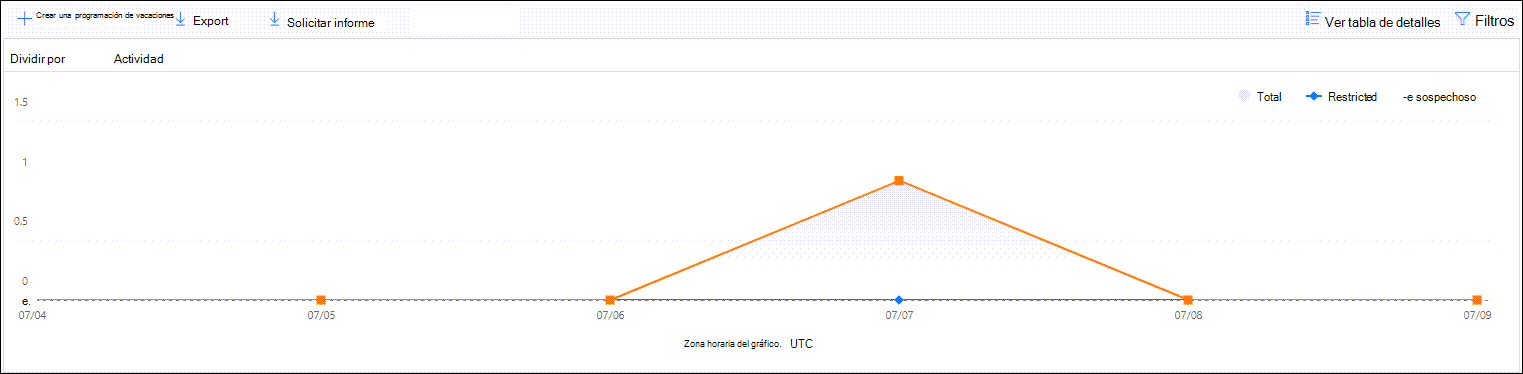 Crear una programación de vacaciones Export Solicitar informe Ver tabla de detalles Filtros
Dividir por Actividad
Total Restricted -e sospechoso
1.5
1
0.5
0
e.
07/04 07/05 07/06 07/07 07/08 07/09
Zona horaria del gráfico. UTC